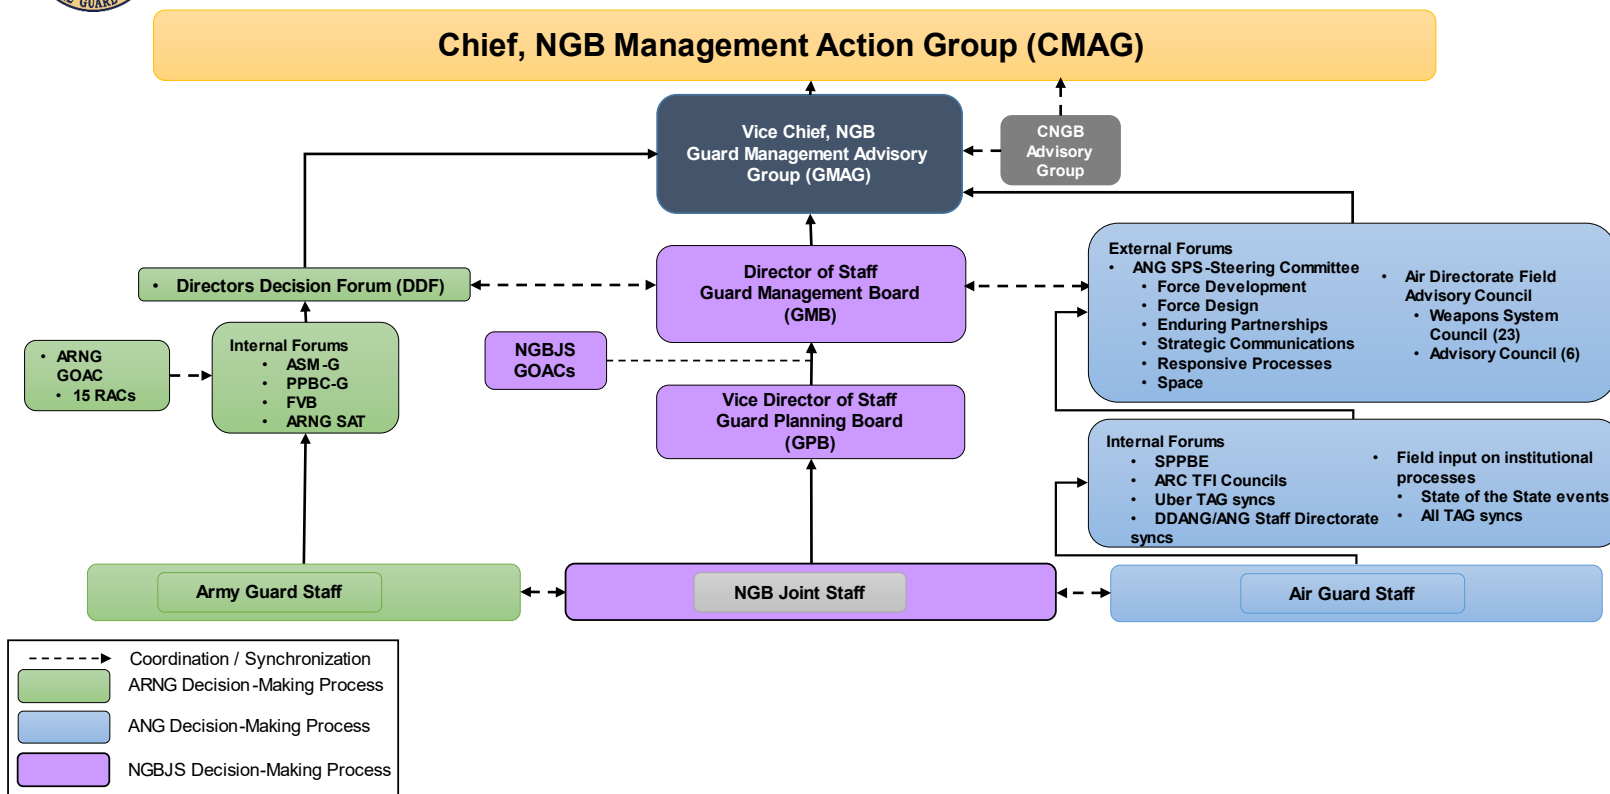 GUARD
Chief, NGB Management Action Group (CMAG)
Vice Chief, NGB
Guard Management Advisory
Group (GMAG)
CNGB
Advisory
Group
• Directors Decision Forum (DDF)
Director of Staff
Guard Management Board
(GMB)
External Forums
• ANG SPS-Steering Committee
• Force Development
• Force Design
• Enduring Partnerships
• Strategic Communications
• Responsive Processes
• Space
• Air Directorate Field
Advisory Council
• Weapons System
Council (23)
• Advisory Council (6)
• ARNG
GOAC
• 15 RACs
Internal Forums
• ASM-G
• PPBC-G
• FVB
• ARNG SAT
NGBJS
GOACs
Vice Director of Staff
Guard Planning Board
(GPB)
Internal Forums
• SPPBE
• ARC TFI Councils
• Uber TAG syncs
• DDANG/ANG Staff Directorate
syncs
• Field input on institutional
processes
• State of the State events
• All TAG syncs
Army Guard Staff
NGB Joint Staff
Air Guard Staff
Coordination / Synchronization
ARNG Decision-Making Process
ANG Decision-Making Process
NGBJS Decision-Making Process